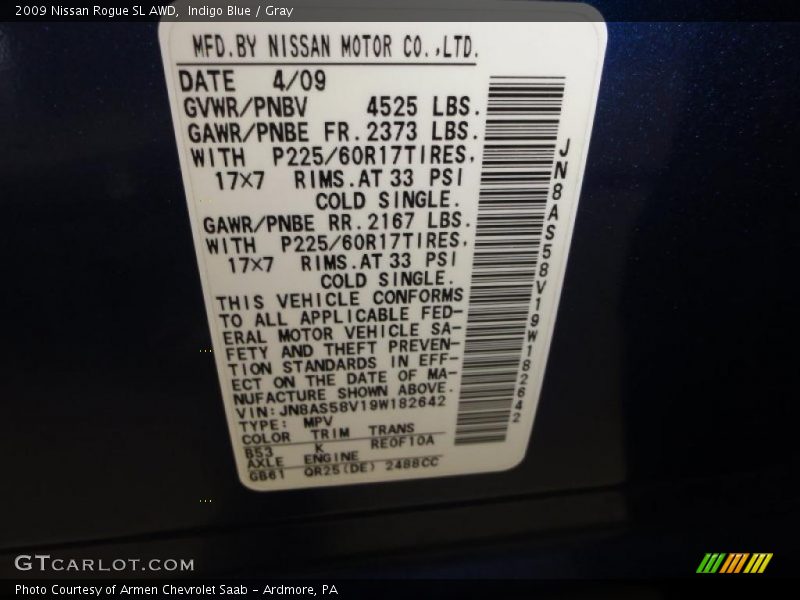 2009 Nissan Rogue SL AWD,  Indigo Blue / Gray
MFD.BY NISSAN MOTOR CO.,LTD.
DATE 4/09
GVWR/PNBV 4525 LBS.
GAWR/PNBE FR.2373 LBS.
WITH P225/60R17TIRES,
17X7 RIMS.AT 33 PSI
COLD SINGLE.
GAWR/PNBE RR.2167 LBS.
WITH P225/60R17TIRES,
17X7 RIMS.AT 33 PSI
COLD SINGLE.
THIS VEHICLE CONFORMS
TO ALL APPLICABLE FED-
ERAL MOTOR VEHICLE SA-
FETY AND THEFT PREVEN-
TION STANDARDS IN EFF-
ECT ON THE DATE OF MA-
NUFACTURE SHOWN ABOVE.
VIN:JN8AS58V19W182642
TYPE: MPV
COLOR TRIM TRANS
B53 K RE0F10A
AXLE ENGINE
GB61 QR25(DE) 2488CC
JN8AS58V19W182642
GTCARLOT.COM
Photo Courtesy of Armen Chevrolet Saab - Ardmore, PA